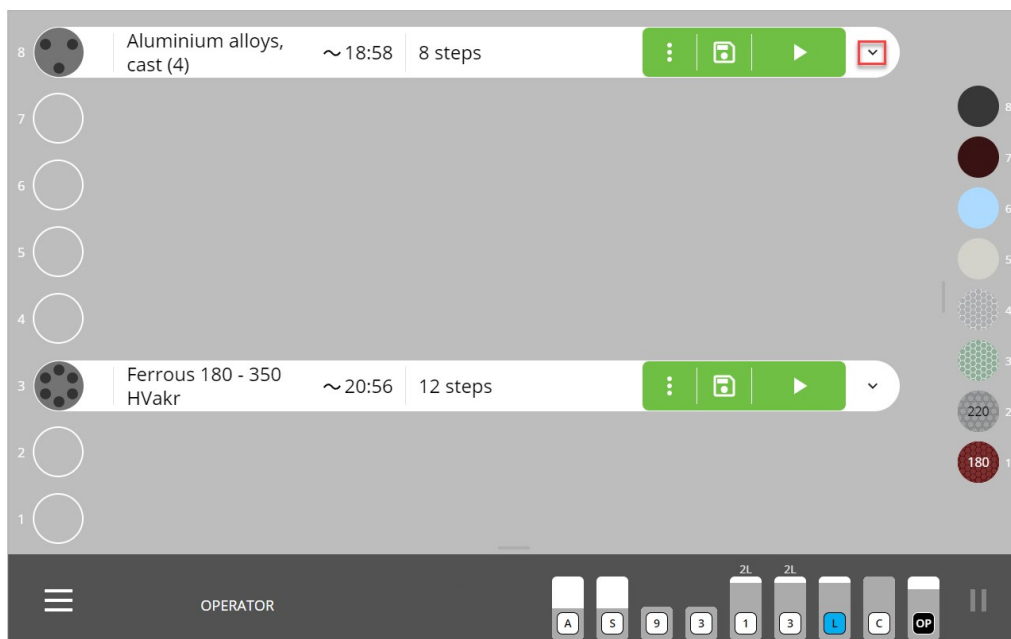 8
Aluminium alloys,
cast (4)
~18:58
8 steps
7
6
5
4
3
Ferrous 180 - 350
HVakr
~20:56
12 steps
2
1
8
7
6
5
4
3
220 2
180 1
OPERATOR
2L 2L
A S 9 3 1 3 L C OP